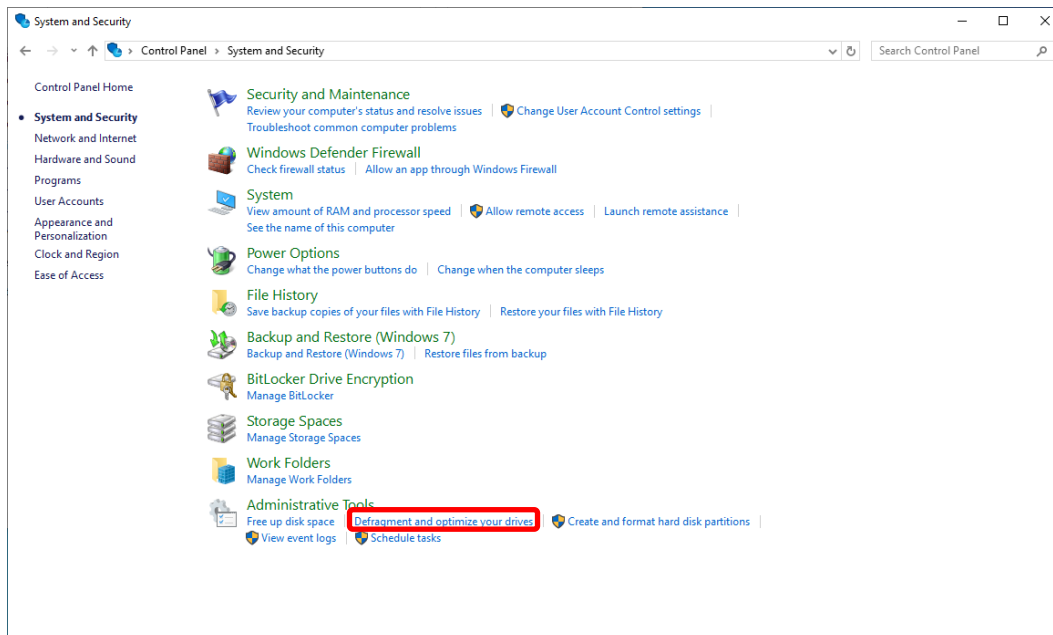 System and Security
Control Panel > System and Security
Search Control Panel
Control Panel Home
System and Security
Network and Internet
Hardware and Sound
Programs
User Accounts
Appearance and
Personalization
Clock and Region
Ease of Access
Security and Maintenance
Review your computer's status and resolve issues | Change User Account Control settings |
Troubleshoot common computer problems
Windows Defender Firewall
Check firewall status | Allow an app through Windows Firewall
System
View amount of RAM and processor speed | Allow remote access | Launch remote assistance |
See the name of this computer
Power Options
Change what the power buttons do | Change when the computer sleeps
File History
Save backup copies of your files with File History | Restore your files with File History
Backup and Restore (Windows 7)
Backup and Restore (Windows 7) | Restore files from backup
BitLocker Drive Encryption
Manage BitLocker
Storage Spaces
Manage Storage Spaces
Work Folders
Manage Work Folders
Administrative Tools
Free up disk space | Defragment and optimize your drives | Create and format hard disk partitions |
View event logs | Schedule tasks